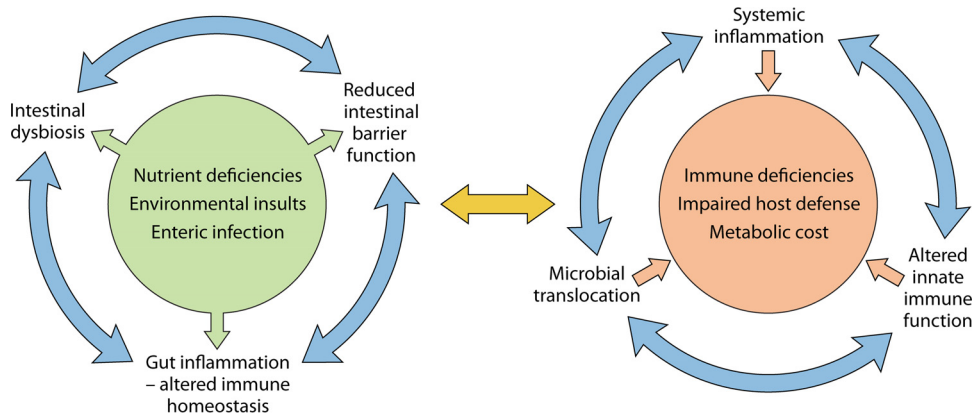 Intestinal
dysbiosis
Reduced
intestinal
barrier
function
Nutrient deficiencies
Environmental insults
Enteric infection
Gut inflammation
– altered immune
homeostasis
Systemic
inflammation
Immune deficiencies
Impaired host defense
Metabolic cost
Microbial
translocation
Altered
innate
immune
function